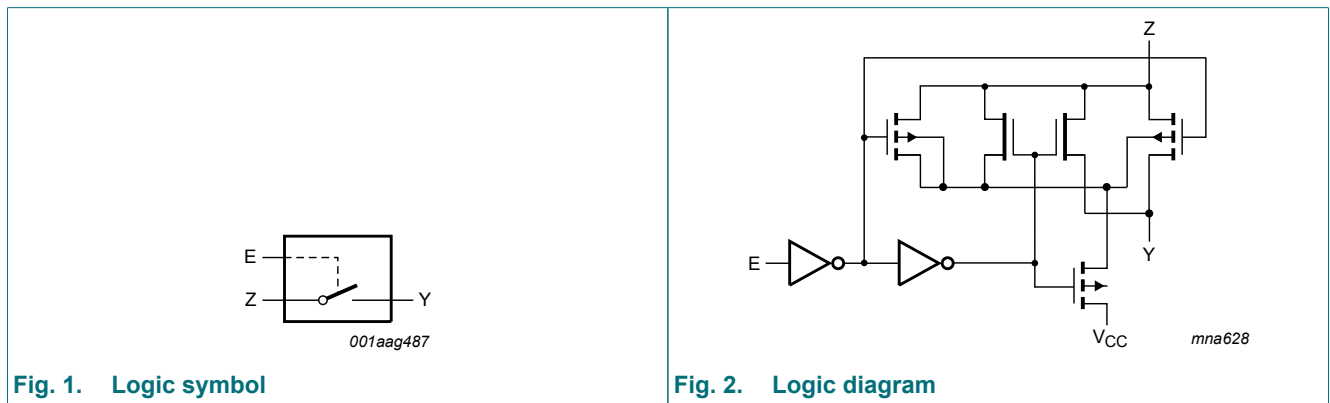 E
Z
Y
001aag487
Fig. 1. Logic symbol
Z
E
Y
VCC
mna628
Fig. 2. Logic diagram